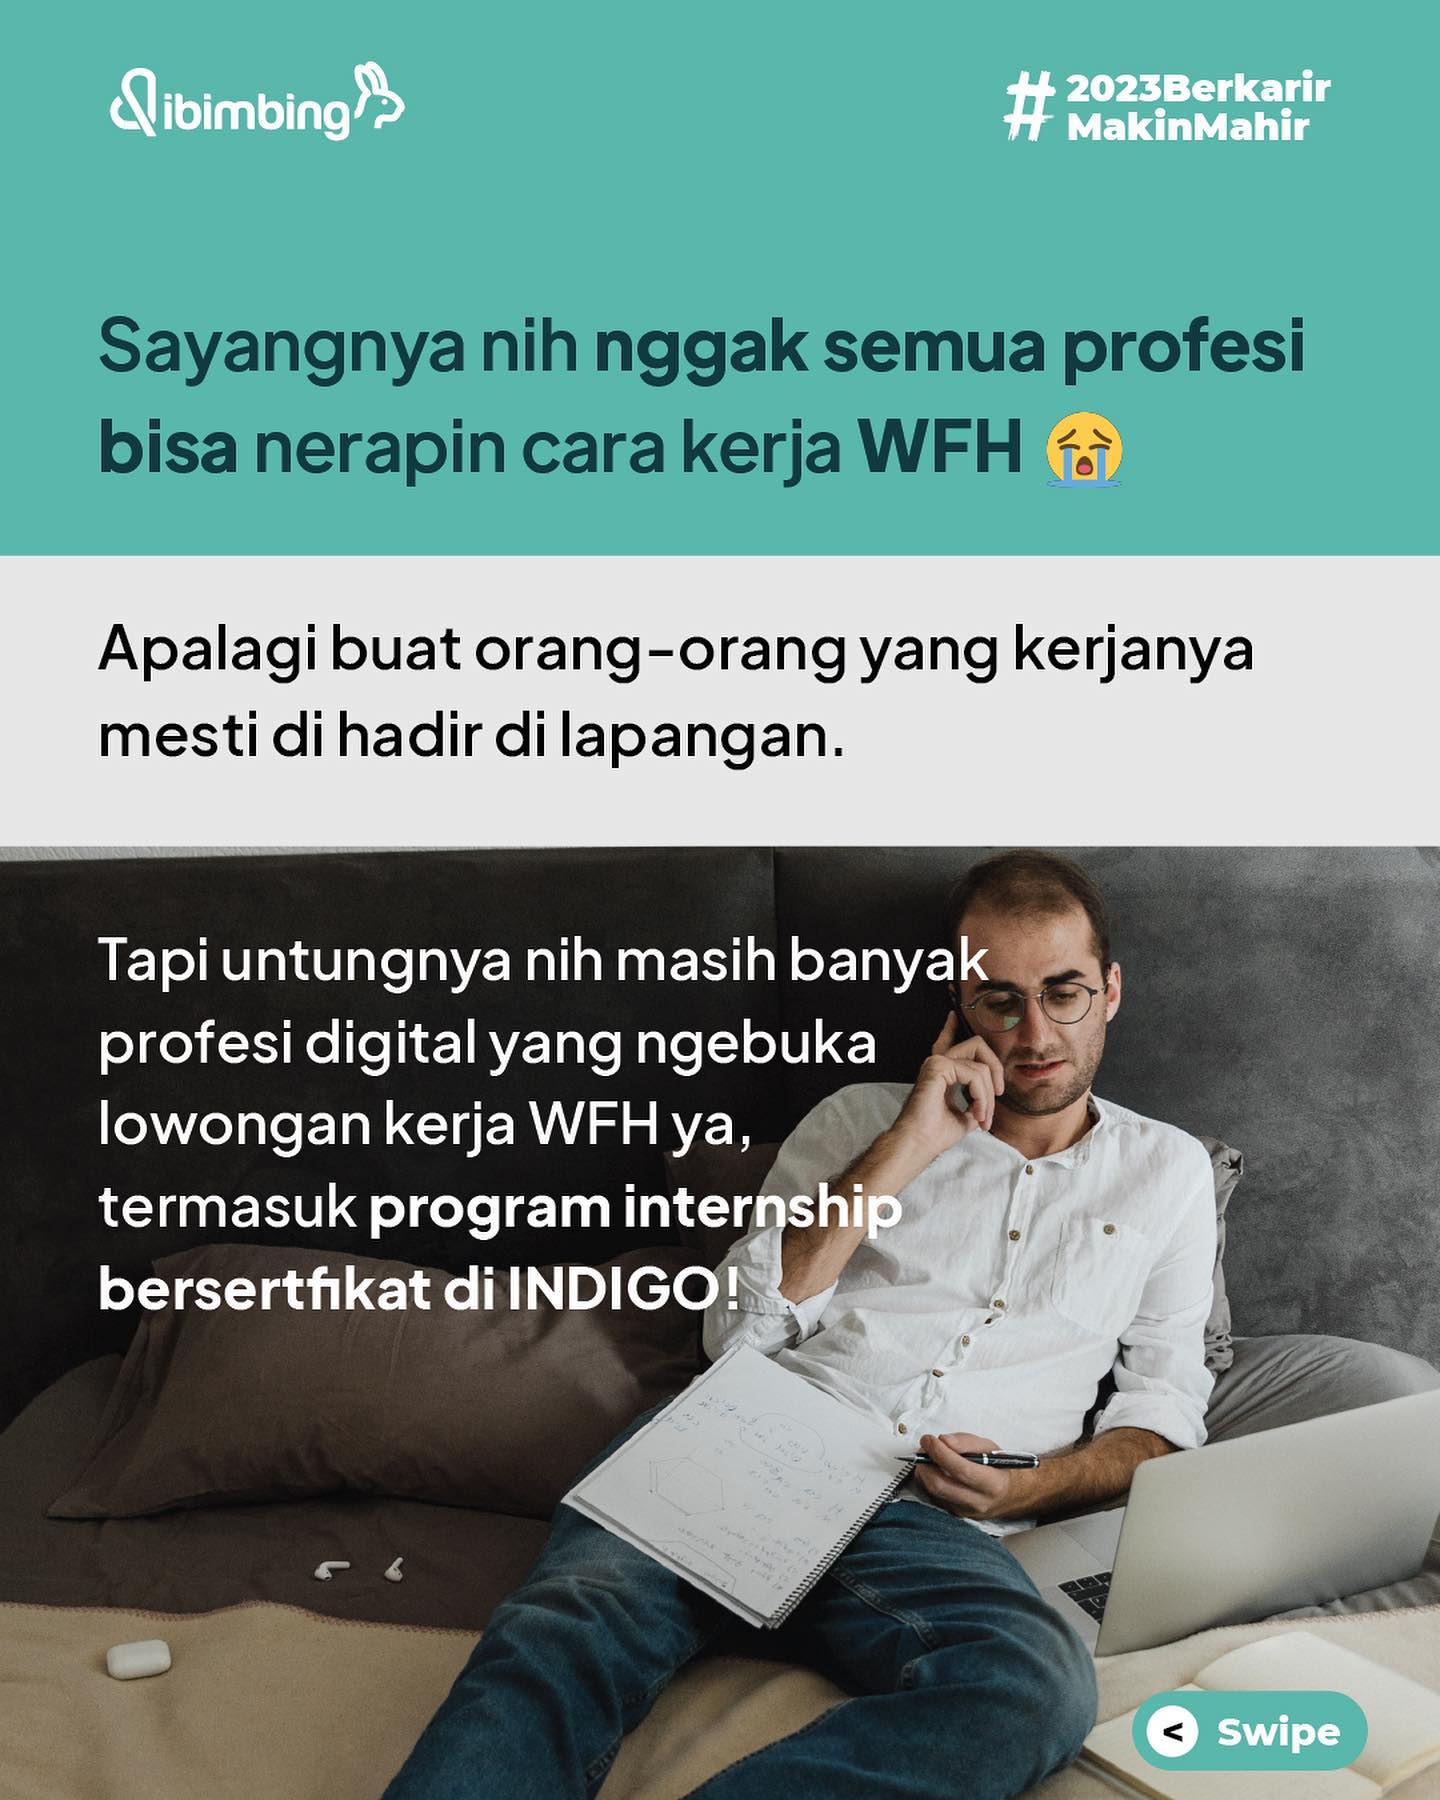 dibimbing
#2023Berkarir
MakinMahir
Sayangnya nih nggak semua profesi
bisa nerapin cara kerja WFH 😭
Apalagi buat orang-orang yang kerjanya
mesti di hadir di lapangan.
Tapi untungnya nih masih banyak
profesi digital yang ngebuka
lowongan kerja WFH ya,
termasuk program internship
bersertfikat di INDIGO!
< Swipe